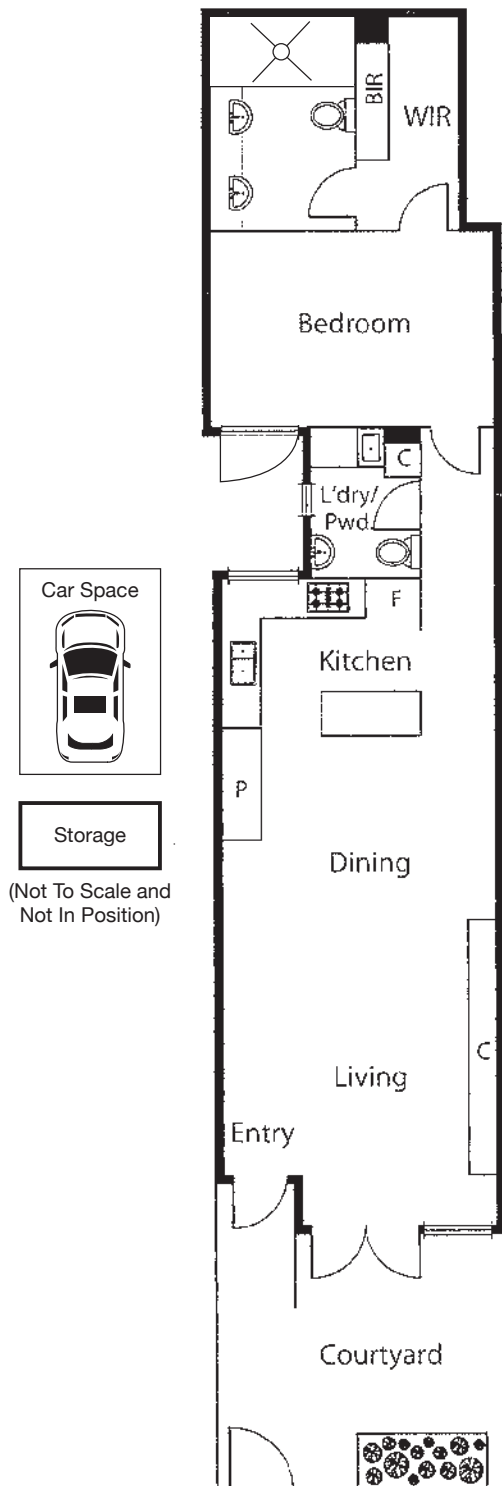 BIR
WIR
Bedroom
C
L'dry/
Pwd.
Car Space
F
Kitchen
P
Storage
Dining
(Not To Scale and
Not In Position)
C
Living
Entry
Courtyard